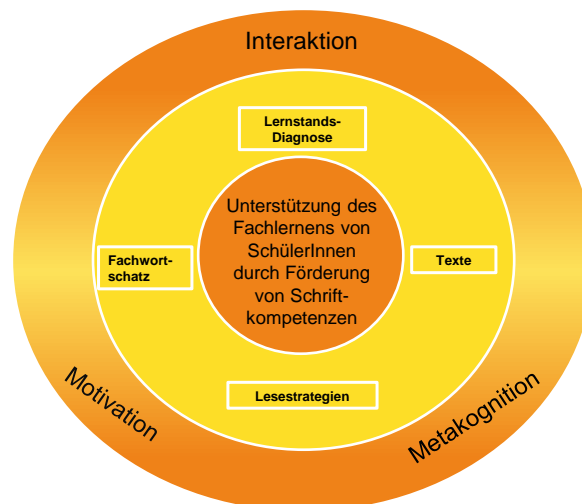 Interaktion
Lernstands-
Diagnose
Unterstützung des
Fachlernens von
SchülerInnen
durch Förderung
von Schrift-
kompetenzen
Fachwort-
schatz
Texte
Lesestrategien
Motivation
Metakognition